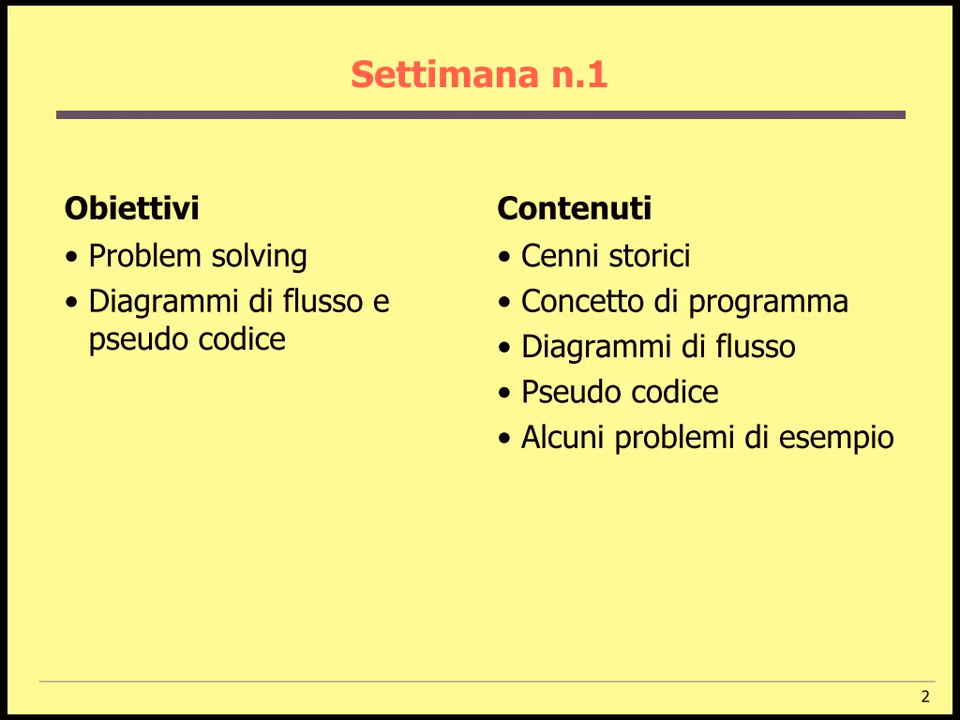 Settimana n.1
Obiettivi
• Problem solving
• Diagrammi di flusso e
pseudo codice
Contenuti
• Cenni storici
• Concetto di programma
• Diagrammi di flusso
• Pseudo codice
• Alcuni problemi di esempio
2